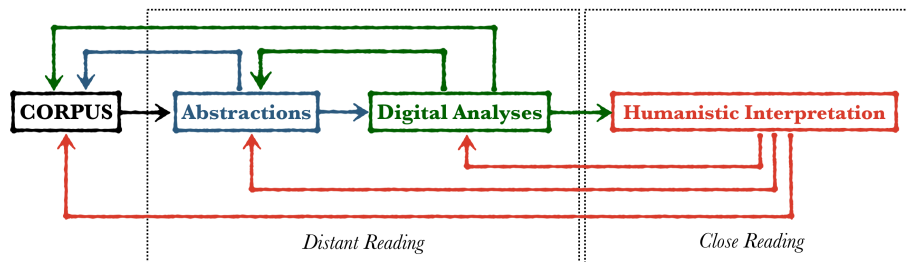 CORPUS
Abstractions
Digital Analyses
Humanistic Interpretation
Distant Reading
Close Reading